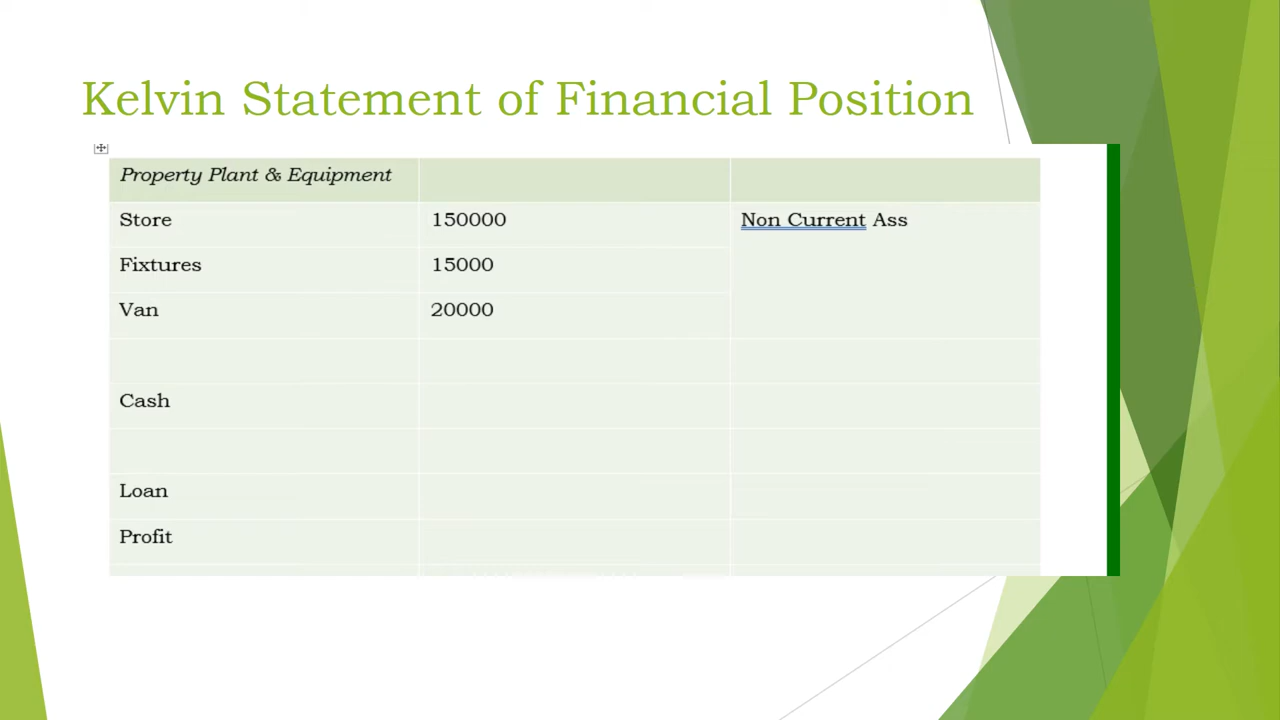 Kelvin Statement of Financial Position
Property Plant & Equipment
Store 150000 Non Current Ass
Fixtures 15000
Van 20000
Cash
Loan
Profit